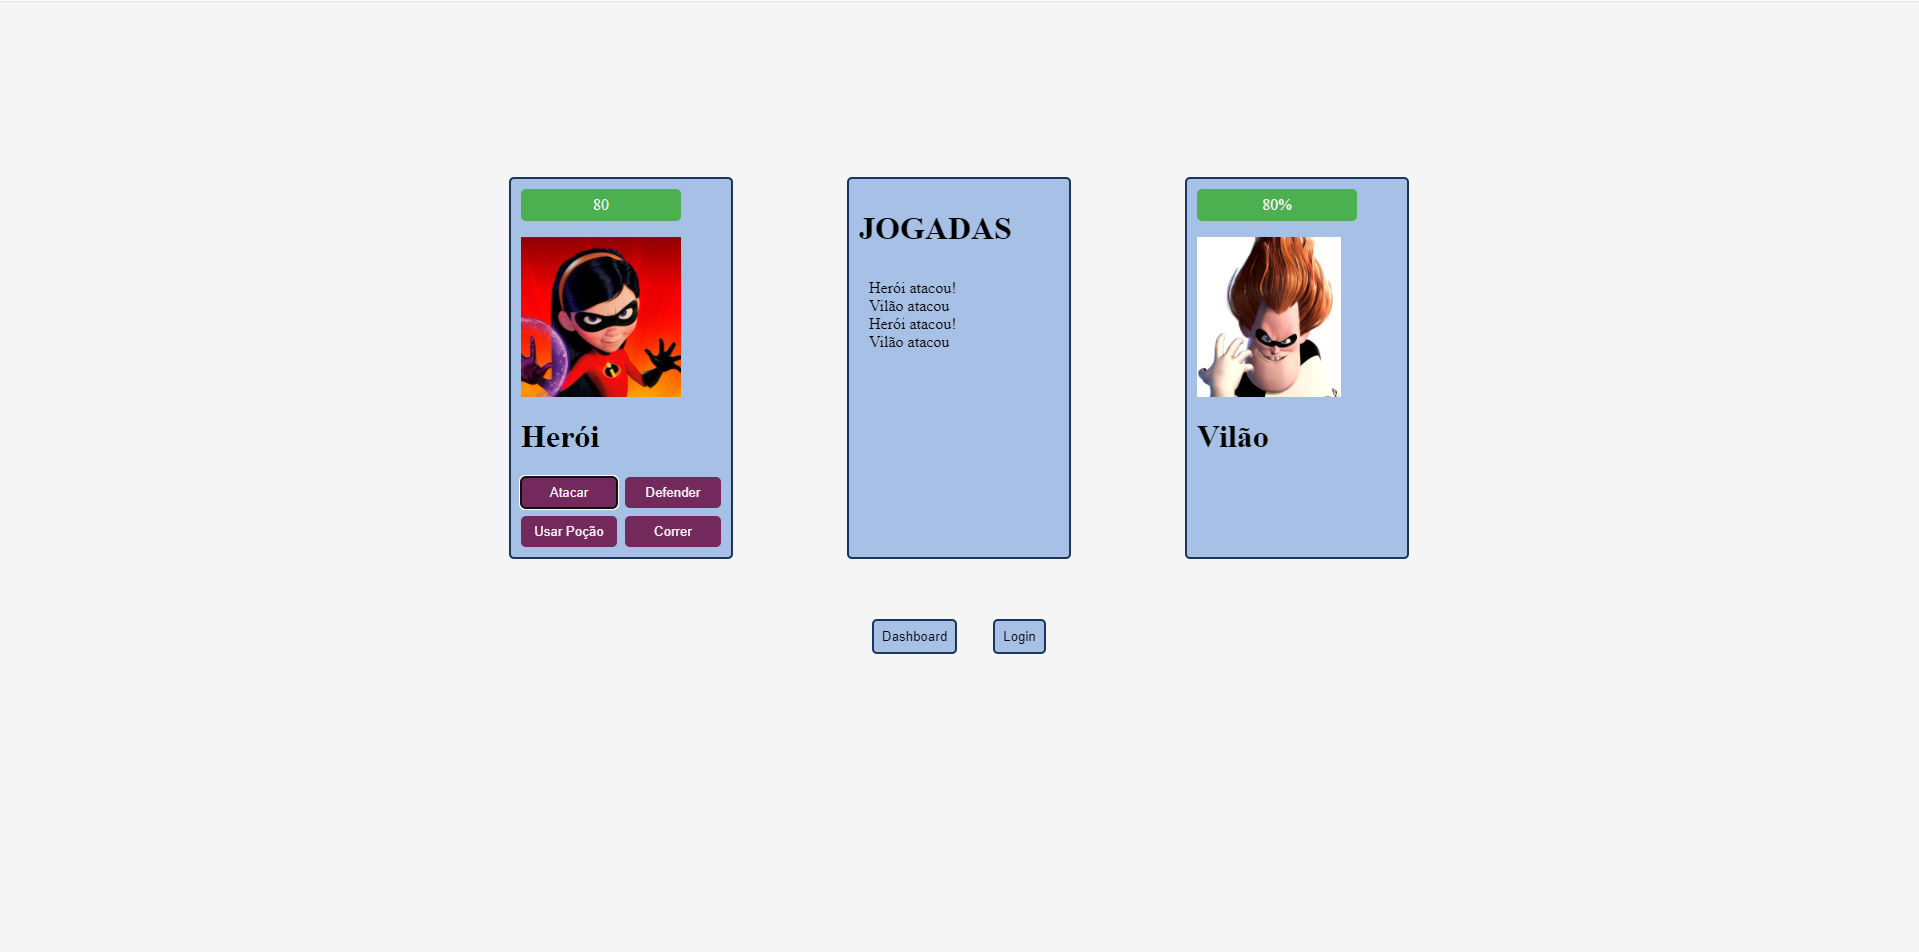 80
Herói
Atacar
Defender
Usar Poção
Correr
JOGADAS
Herói atacou!
Vilão atacou
Herói atacou!
Vilão atacou
80%
Vilão
Dashboard
Login